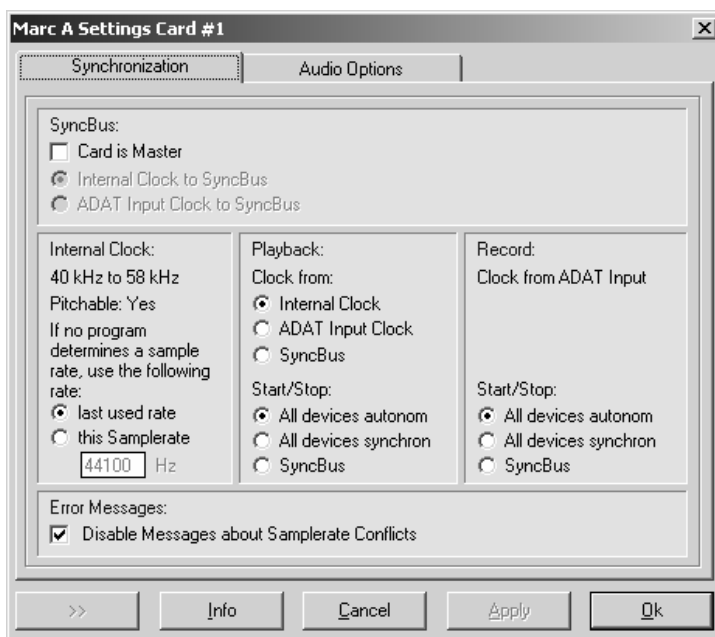 Marc A Settings Card #1
Synchronization
Audio Options
SyncBus:
Card is Master
Internal Clock to SyncBus
ADAT Input Clock to SyncBus
Internal Clock:
40 kHz to 58 kHz
Pitchable: Yes
If no program
determines a sample
rate, use the following
rate:
last used rate
this Samplerate
44100 Hz
Playback:
Clock from:
Internal Clock
ADAT Input Clock
SyncBus
Start/Stop:
All devices autonom
All devices synchron
SyncBus
Record:
Clock from ADAT Input
Start/Stop:
All devices autonom
All devices synchron
SyncBus
Error Messages:
Disable Messages about Samplerate Conflicts
>>
Info
Cancel
Apply
Ok